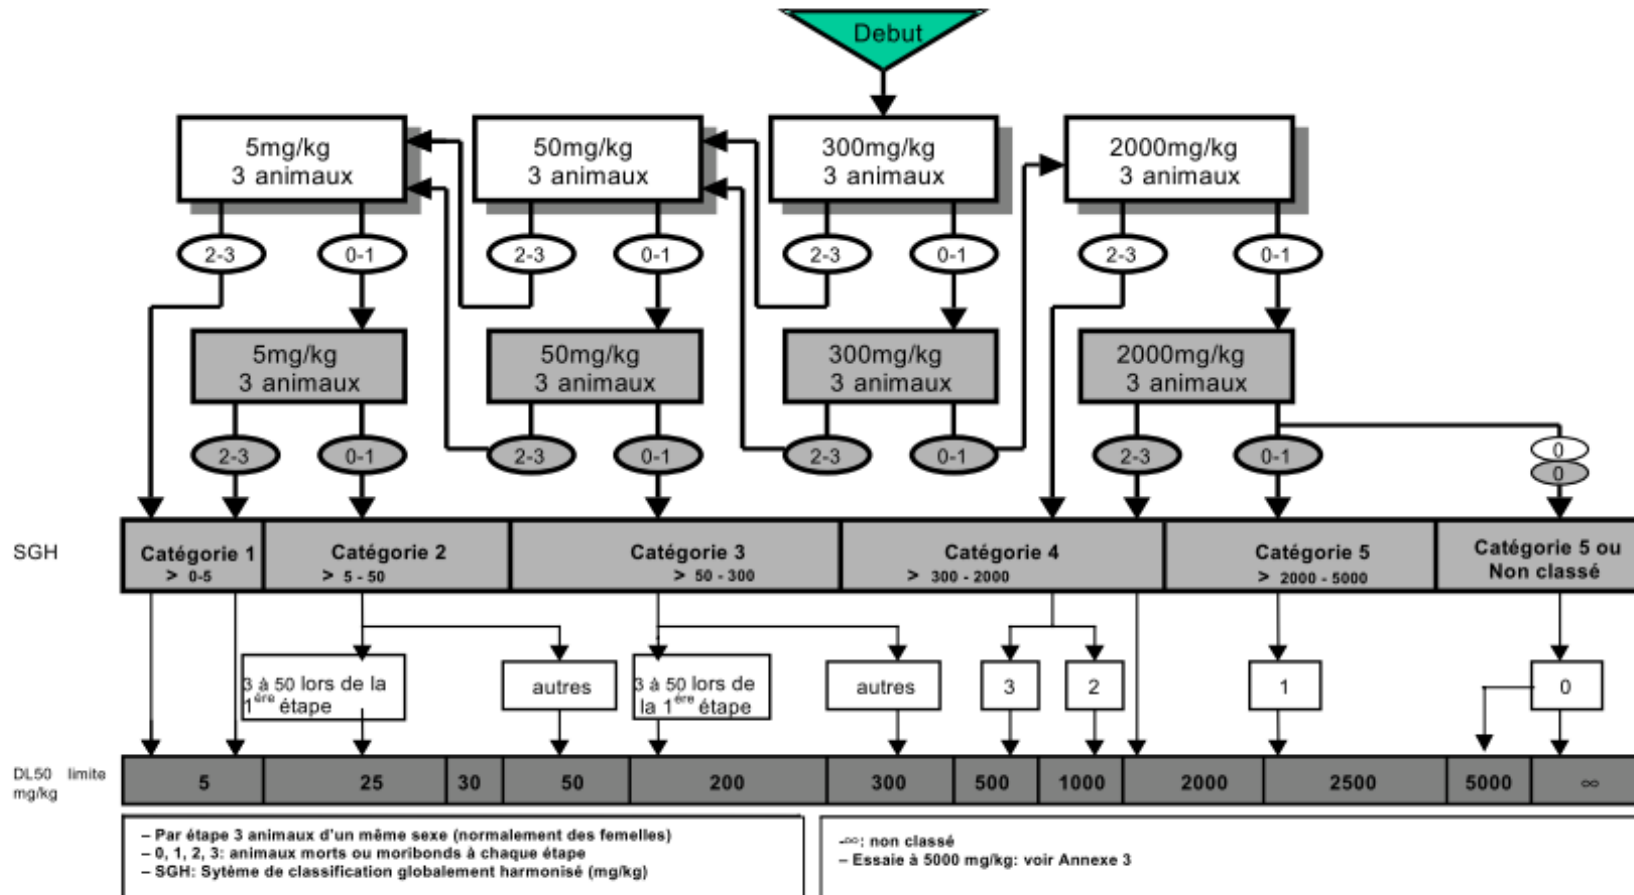 Debut
5mg/kg
3 animaux
50mg/kg
3 animaux
300mg/kg
3 animaux
2000mg/kg
3 animaux
2-3
0-1
2-3
0-1
2-3
0-1
2-3
0-1
5mg/kg
3 animaux
50mg/kg
3 animaux
300mg/kg
3 animaux
2000mg/kg
3 animaux
2-3
0-1
2-3
0-1
2-3
0-1
2-3
0-1
0
0
SGH
Catégorie 1
> 0-5
Catégorie 2
> 5 - 50
Catégorie 3
> 50 - 300
Catégorie 4
> 300 - 2000
Catégorie 5
> 2000 - 5000
Catégorie 5 ou
Non classé
3 à 50 lors de la
1ère étape
autres
3 à 50 lors de
la 1ère étape
autres
3
2
1
0
DL50 limite
mg/kg
5
25
30
50
200
300
500
1000
2000
2500
5000
∞
– Par étape 3 animaux d'un même sexe (normalement des femelles)
– 0, 1, 2, 3: animaux morts ou moribonds à chaque étape
– SGH: Sytème de classification globalement harmonisé (mg/kg)
-∞: non classé
– Essaie à 5000 mg/kg: voir Annexe 3